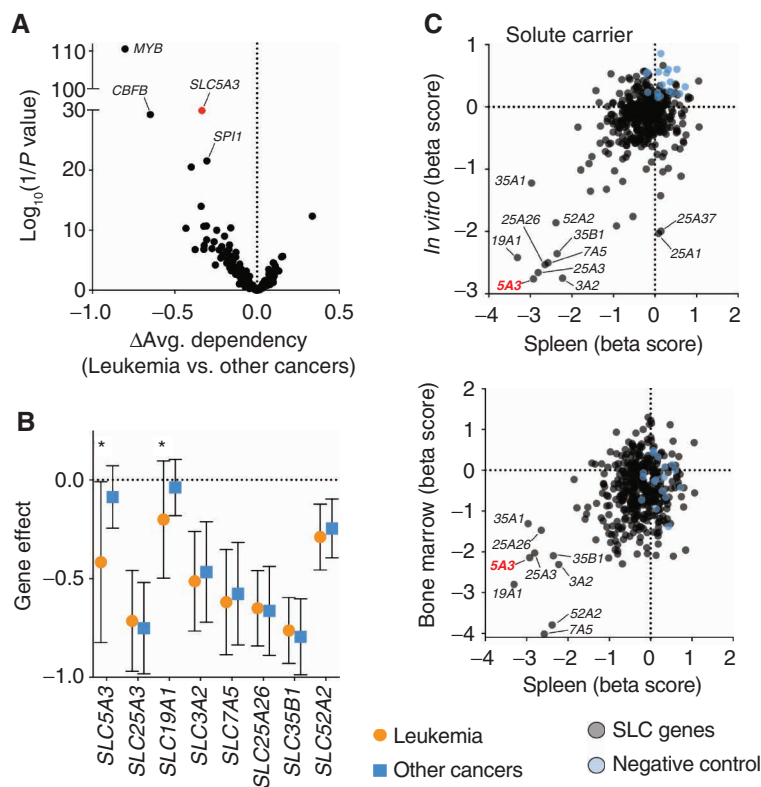 A
110
100
30
20
10
0
Log10(1/P value)
MYB
CBFB
SLC5A3
SPI1
−1.0
−0.5
0.0
0.5
ΔAvg. dependency
(Leukemia vs. other cancers)
B
*
*
0.0
−0.5
−1.0
Gene effect
SLC5A3
SLC25A3
SLC19A1
SLC3A2
SLC7A5
SLC25A26
SLC35B1
SLC52A2
C
Solute carrier
1
0
−1
−2
−3
In vitro (beta score)
35A1
25A26
52A2
35B1
19A1
7A5
25A3
5A3
3A2
25A37
25A1
−4 −3 −2 −1 0 1 2
Spleen (beta score)
2
1
0
−1
−2
−3
−4
Bone marrow (beta score)
35A1
25A26
5A3
25A3
35B1
3A2
19A1
52A2
7A5
−4 −3 −2 −1 0 1 2
Spleen (beta score)
Leukemia
Other cancers
SLC genes
Negative control